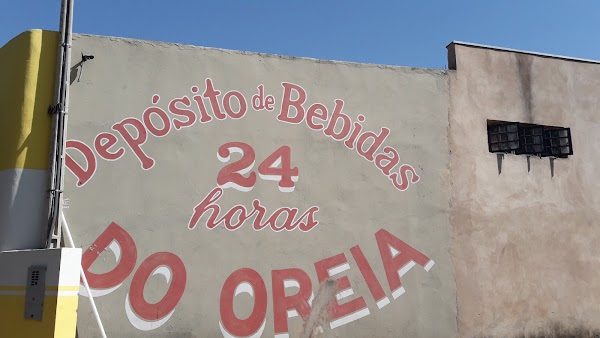 Depósito de Bebidas
24
horas
DO OREIA